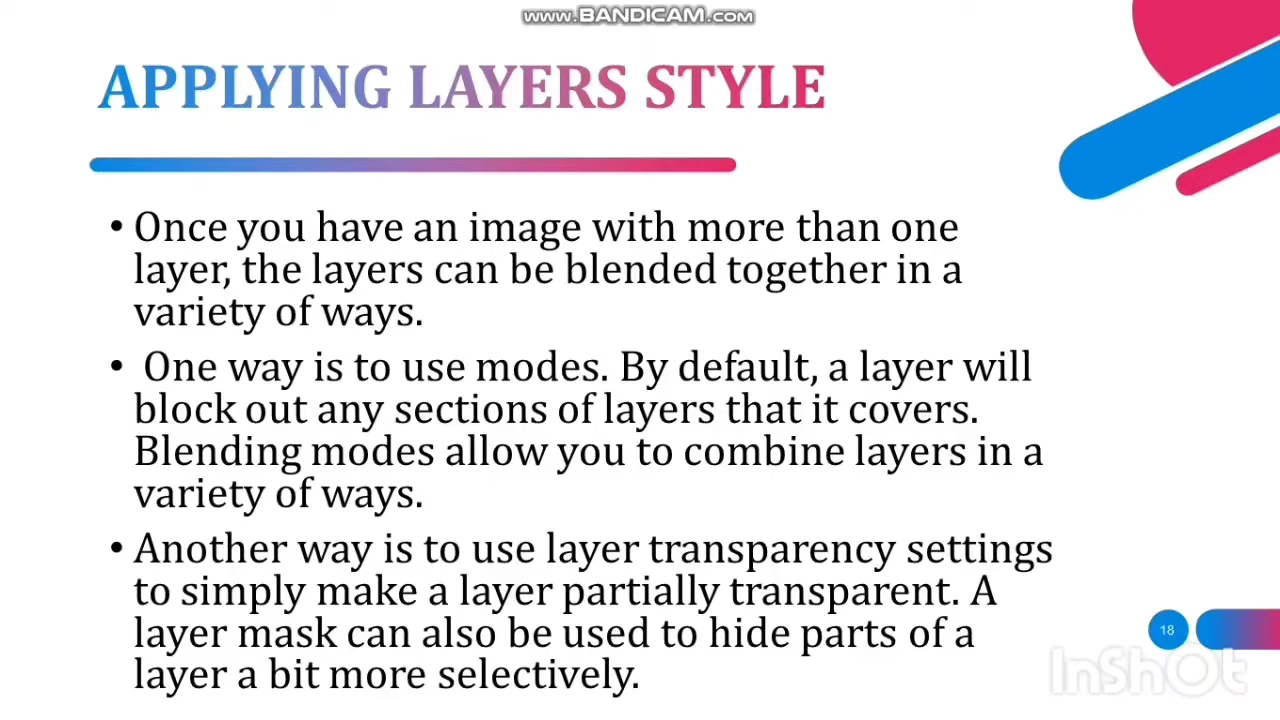 www.BANDICAM.com
APPLYING LAYERS STYLE
• Once you have an image with more than one
layer, the layers can be blended together in a
variety of ways.
• One way is to use modes. By default, a layer will
block out any sections of layers that it covers.
Blending modes allow you to combine layers in a
variety of ways.
• Another way is to use layer transparency settings
to simply make a layer partially transparent. A
layer mask can also be used to hide parts of a
layer a bit more selectively.
18
InShOt